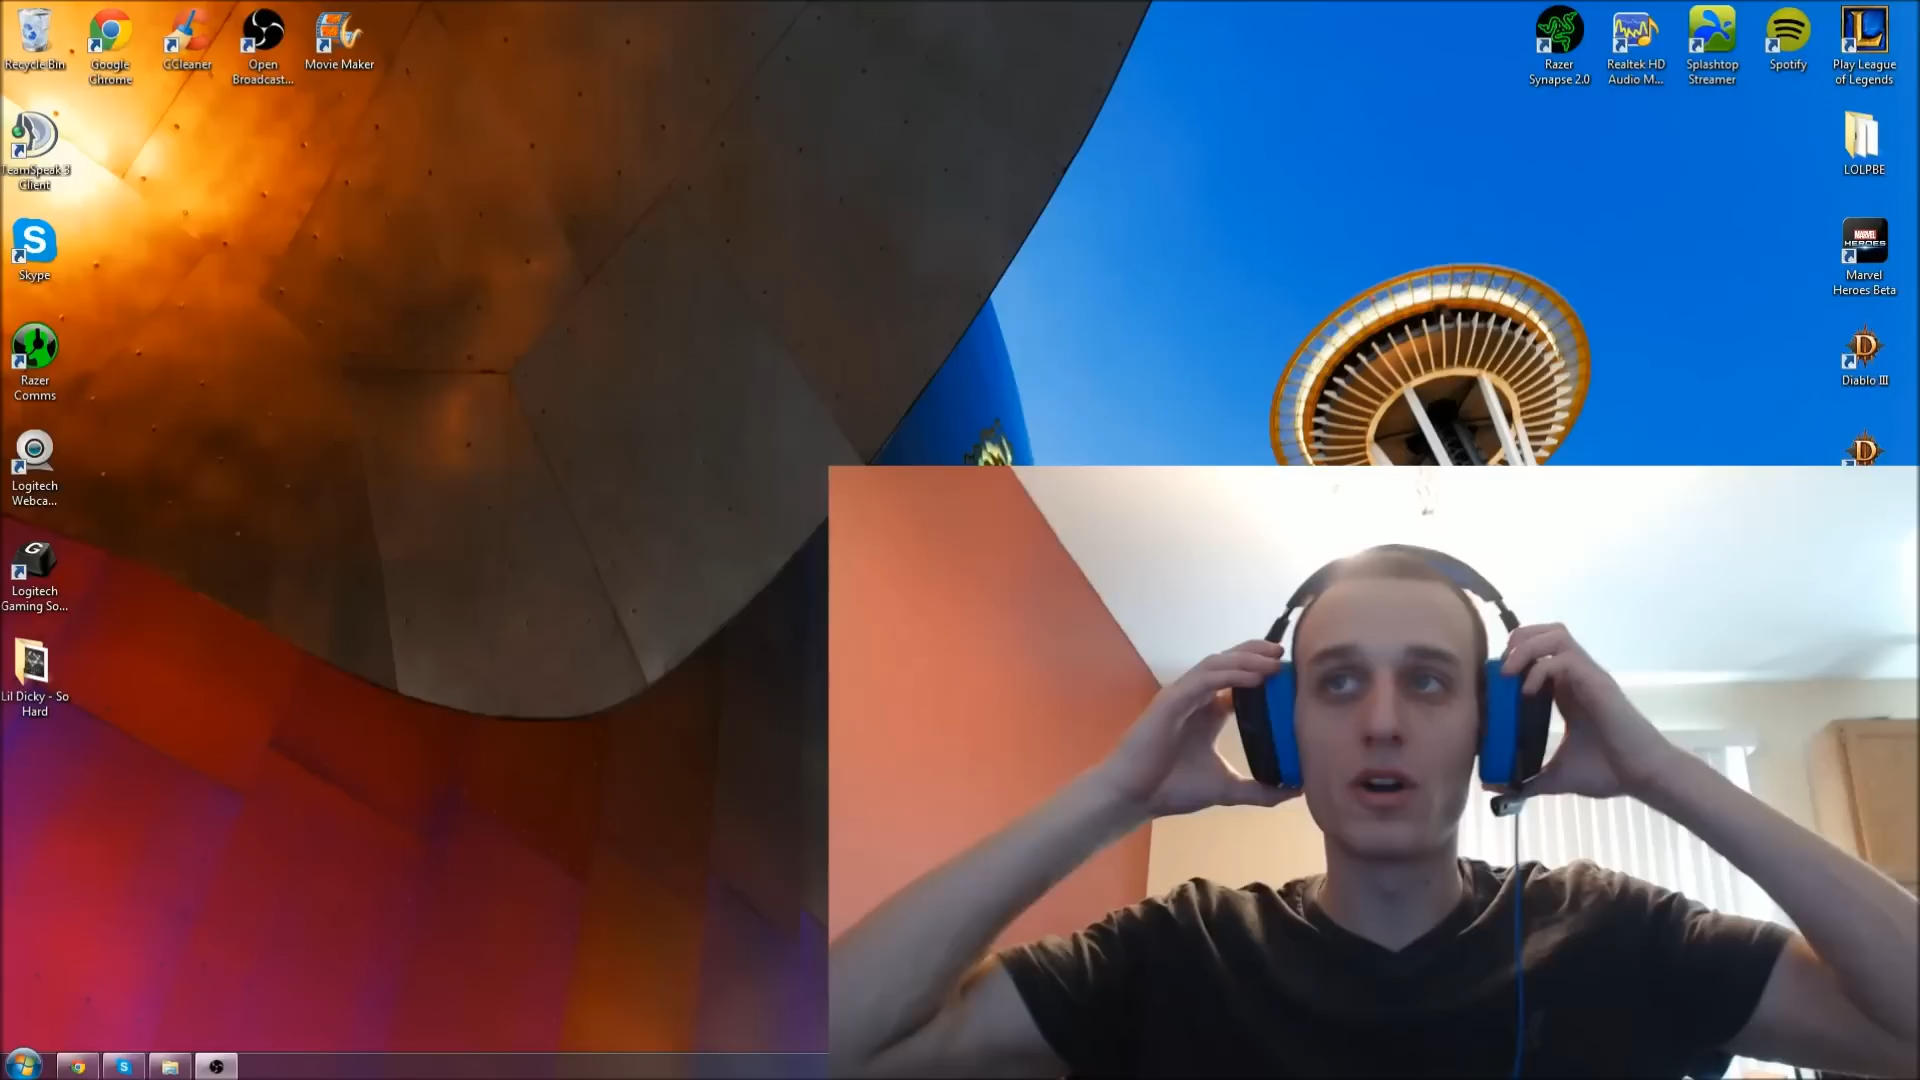 Recycle Bin
Google
Chrome
CCleaner
Open
Broadcast...
Movie Maker
Razer
Synapse 2.0
Realtek HD
Audio M...
Splashtop
Streamer
Spotify
L
Play League
of Legends
TeamSpeak 3
Client
LOLPBE
S
Skype
MARVEL
HEROES
Marvel
Heroes Beta
Razer
Comms
D
Diablo III
Logitech
Webca...
D
G
Logitech
Gaming So...
Lil Dicky - So
Hard
S